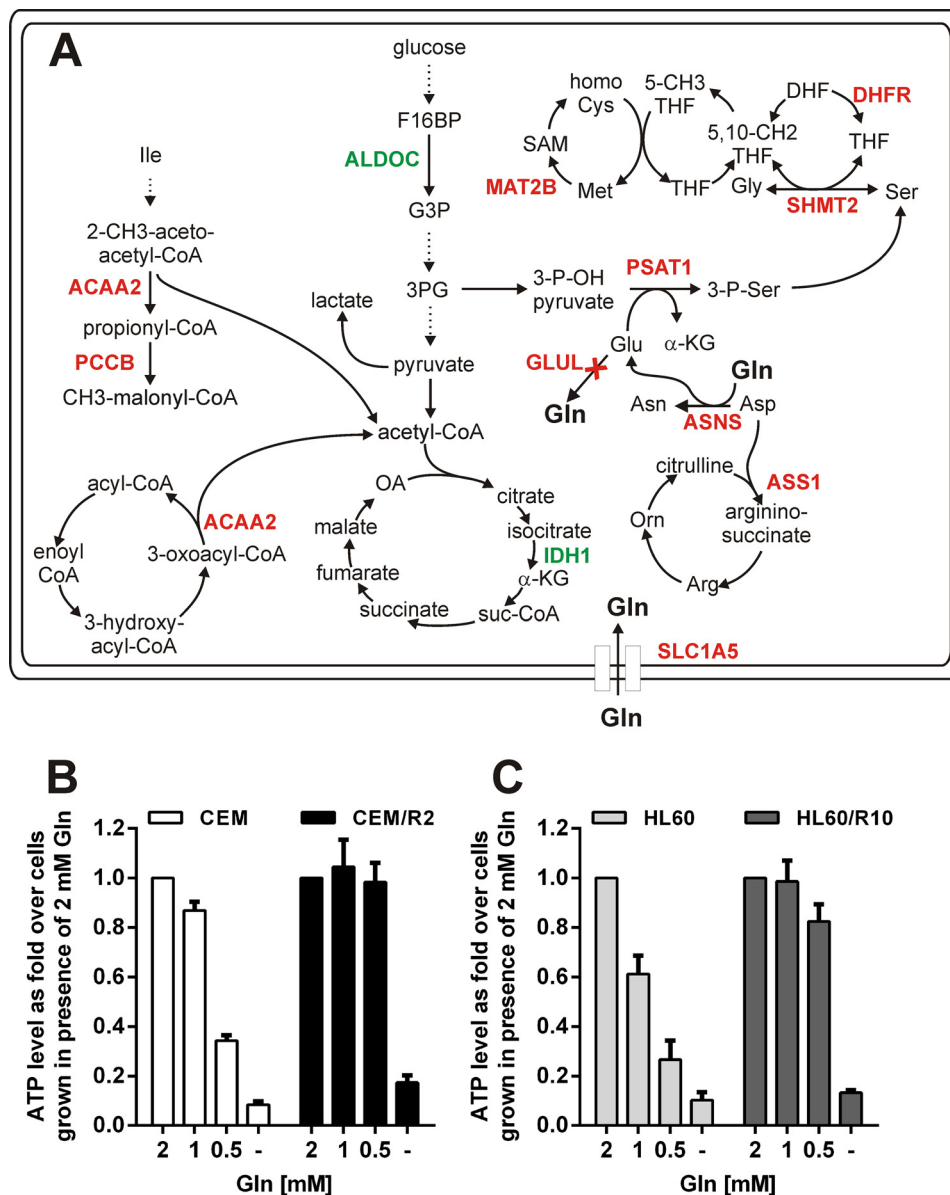 A
glucose
F16BP
ALDOC
G3P
3PG
lactate
pyruvate
acetyl-CoA
Ile
2-CH3-aceto-
acetyl-CoA
ACAA2
propionyl-CoA
PCCB
CH3-malonyl-CoA
acyl-CoA
enoyl
CoA
ACAA2
3-oxoacyl-CoA
3-hydroxy-
acyl-CoA
OA
citrate
isocitrate
IDH1
α-KG
suc-CoA
succinate
fumarate
malate
homo
Cys
SAM
MAT2B
Met
5-CH3
THF
THF
5,10-CH2
THF
DHF
DHFR
THF
Gly
SHMT2
Ser
3-P-OH
pyruvate
PSAT1
3-P-Ser
Glu
α-KG
GLUL
Gln
Gln
Asn
ASNS
Asp
citrulline
ASS1
arginino-
succinate
Orn
Arg
Gln
SLC1A5
Gln
B
CEM
CEM/R2
ATP level as fold over cells
grown in presence of 2 mM Gln
1.2
1.0
0.8
0.6
0.4
0.2
0.0
2 1 0.5 - 2 1 0.5 -
Gln [mM]
C
HL60
HL60/R10
ATP level as fold over cells
grown in presence of 2 mM Gln
1.2
1.0
0.8
0.6
0.4
0.2
0.0
2 1 0.5 - 2 1 0.5 -
Gln [mM]